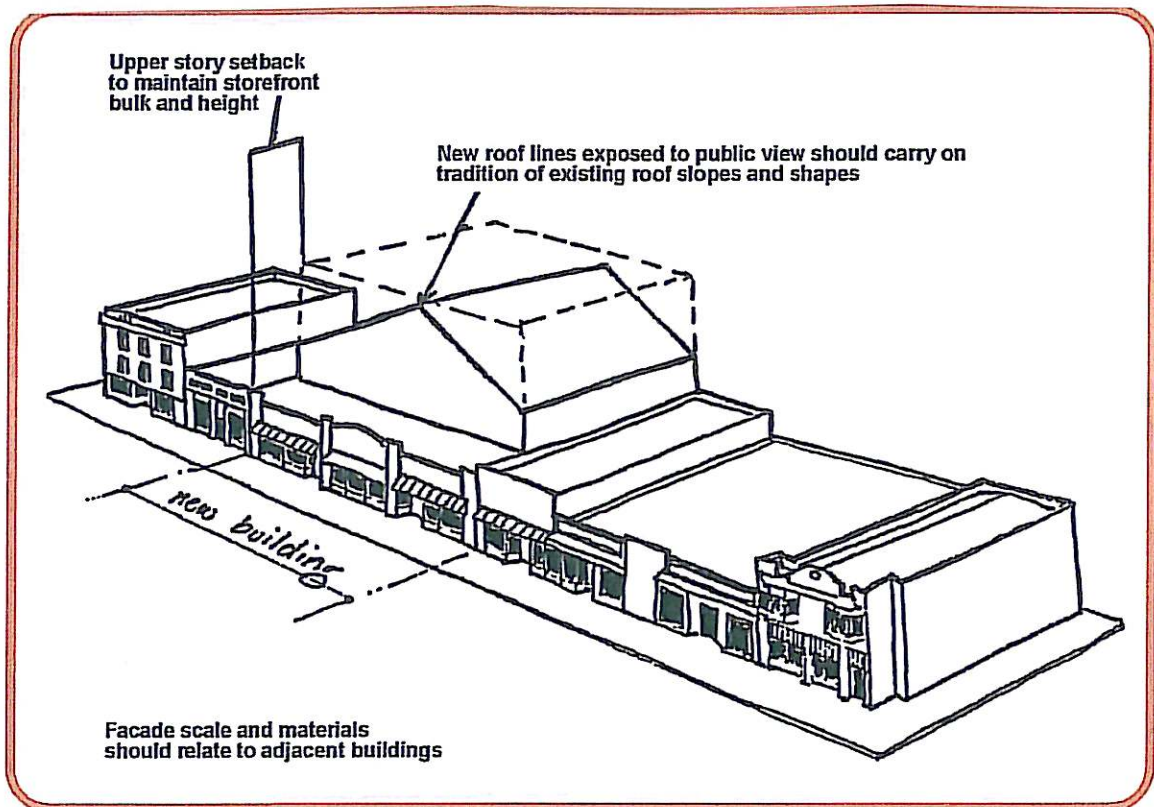 Upper story setback
to maintain storefront
bulk and height
New roof lines exposed to public view should carry on
tradition of existing roof slopes and shapes
new building
Facade scale and materials
should relate to adjacent buildings